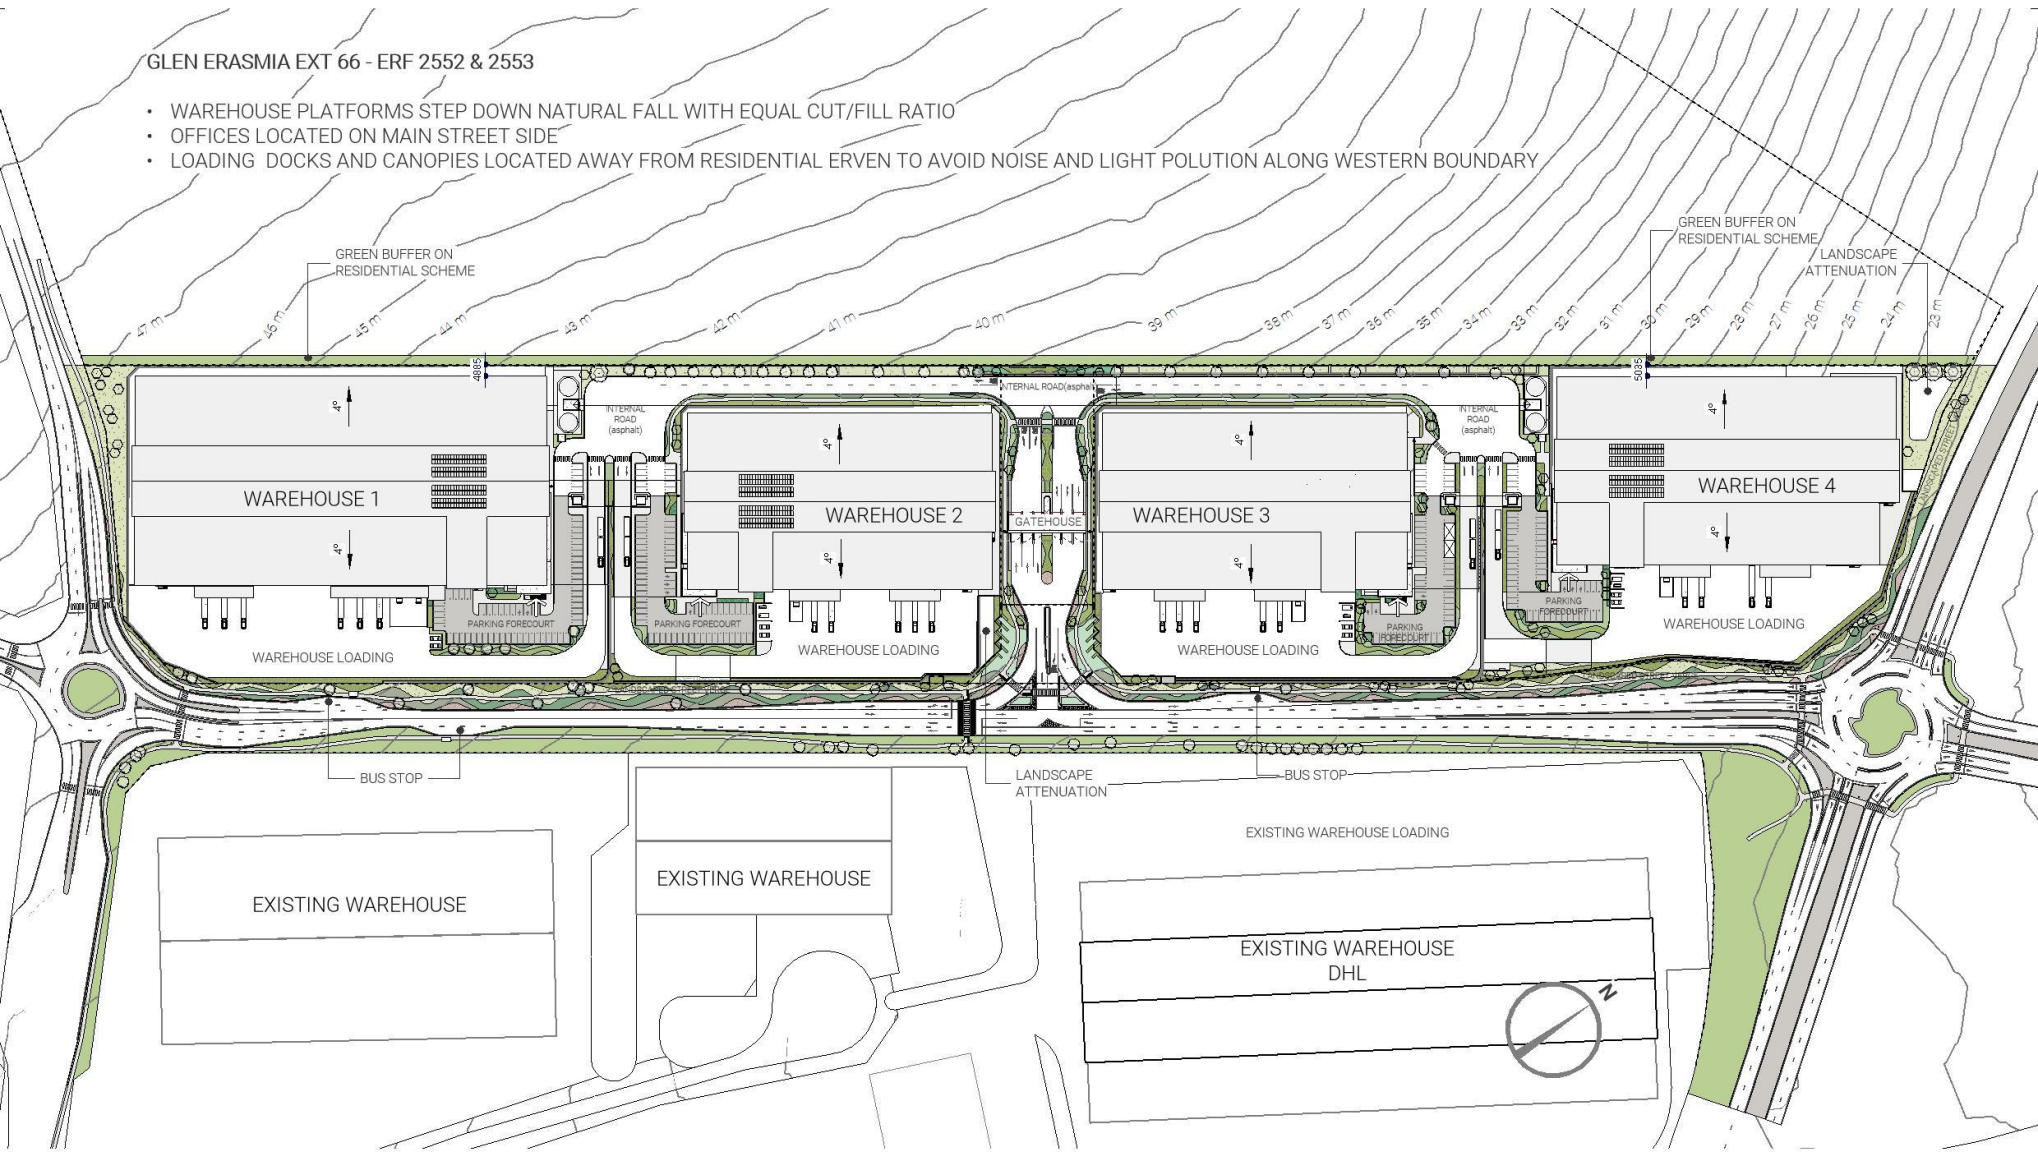 GLEN ERASMIA EXT 66 - ERF 2552 & 2553
• WAREHOUSE PLATFORMS STEP DOWN NATURAL FALL WITH EQUAL CUT/FILL RATIO
• OFFICES LOCATED ON MAIN STREET SIDE
• LOADING DOCKS AND CANOPIES LOCATED AWAY FROM RESIDENTIAL ERVEN TO AVOID NOISE AND LIGHT POLUTION ALONG WESTERN BOUNDARY
GREEN BUFFER ON
RESIDENTIAL SCHEME
GREEN BUFFER ON
RESIDENTIAL SCHEME
LANDSCAPE
ATTENUATION
47 m
46 m
45 m
44 m
43 m
42 m
41 m
40 m
39 m
38 m
37 m
36 m
35 m
34 m
33 m
32 m
31 m
30 m
29 m
28 m
27 m
26 m
25 m
24 m
23 m
4885
5085
INTERNAL ROAD(asphalt)
INTERNAL
ROAD
(asphalt)
INTERNAL
ROAD
(asphalt)
4°
4°
4°
4°
WAREHOUSE 1
WAREHOUSE 2
GATEHOUSE
WAREHOUSE 3
WAREHOUSE 4
LANDSCAPED STREET
4°
4°
4°
4°
PARKING FORECOURT
PARKING FORECOURT
PARKING
FORECOURT
PARKING
FORECOURT
WAREHOUSE LOADING
WAREHOUSE LOADING
WAREHOUSE LOADING
WAREHOUSE LOADING
BUS STOP
LANDSCAPE
ATTENUATION
BUS STOP
EXISTING WAREHOUSE LOADING
EXISTING WAREHOUSE
EXISTING WAREHOUSE
EXISTING WAREHOUSE
DHL
N